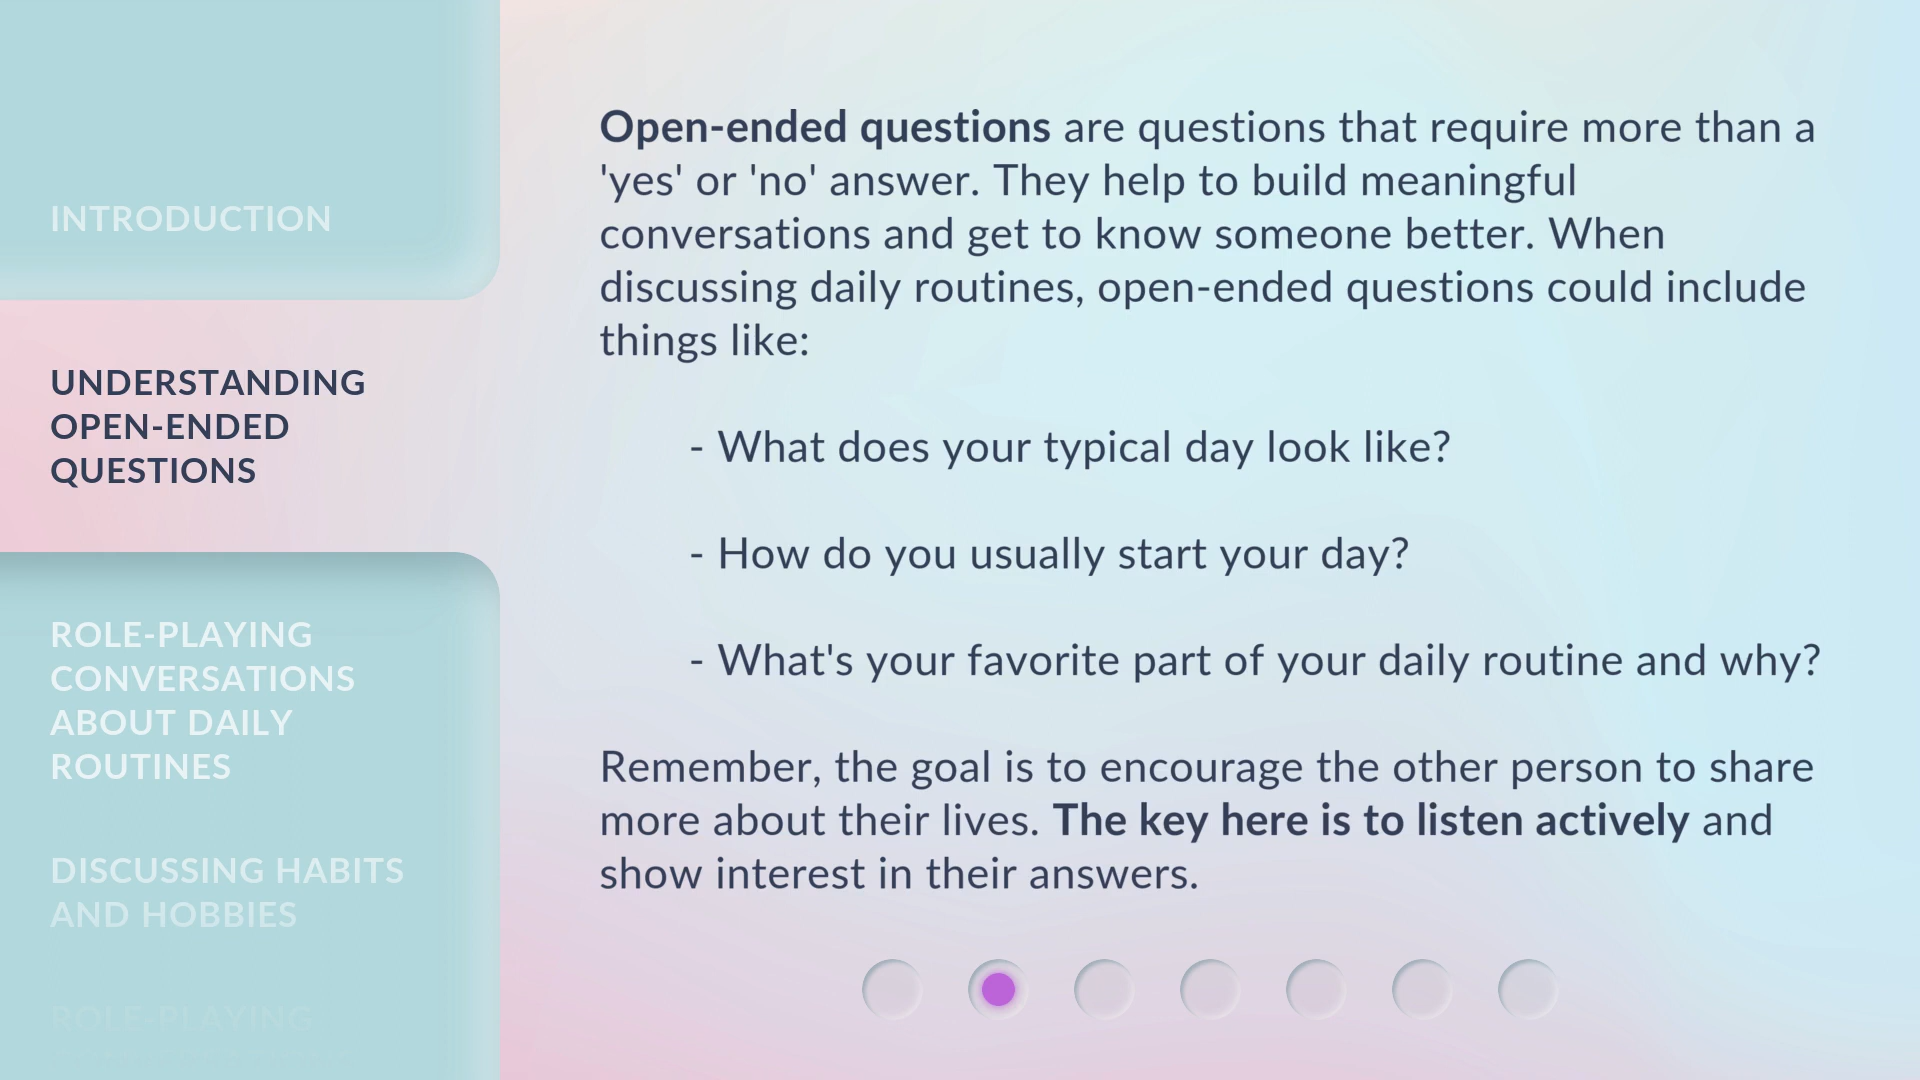 INTRODUCTION
UNDERSTANDING
OPEN-ENDED
QUESTIONS
ROLE-PLAYING
CONVERSATIONS
ABOUT DAILY
ROUTINES
DISCUSSING HABITS
AND HOBBIES
ROLE-PLAYING
Open-ended questions are questions that require more than a
'yes' or 'no' answer. They help to build meaningful
conversations and get to know someone better. When
discussing daily routines, open-ended questions could include
things like:
- What does your typical day look like?
- How do you usually start your day?
- What's your favorite part of your daily routine and why?
Remember, the goal is to encourage the other person to share
more about their lives. The key here is to listen actively and
show interest in their answers.